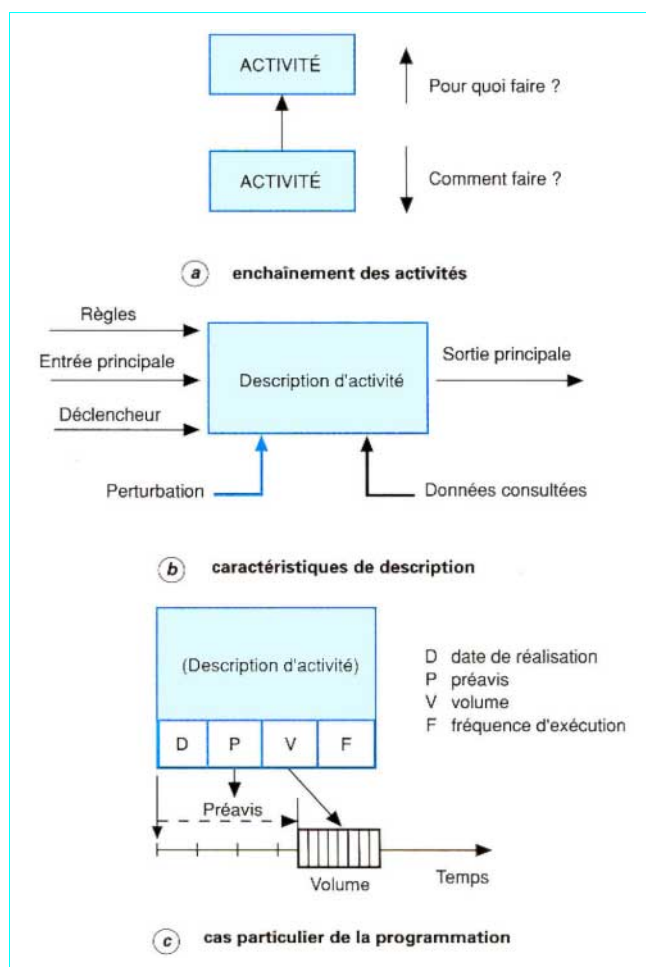 ACTIVITÉ
Pour quoi faire ?
ACTIVITÉ
Comment faire ?
a enchaînement des activités
Règles
Entrée principale
Déclencheur
Description d'activité
Sortie principale
Perturbation
Données consultées
b caractéristiques de description
(Description d'activité)
D P V F
D date de réalisation
P préavis
V volume
F fréquence d'exécution
Préavis
Volume
Temps
c cas particulier de la programmation